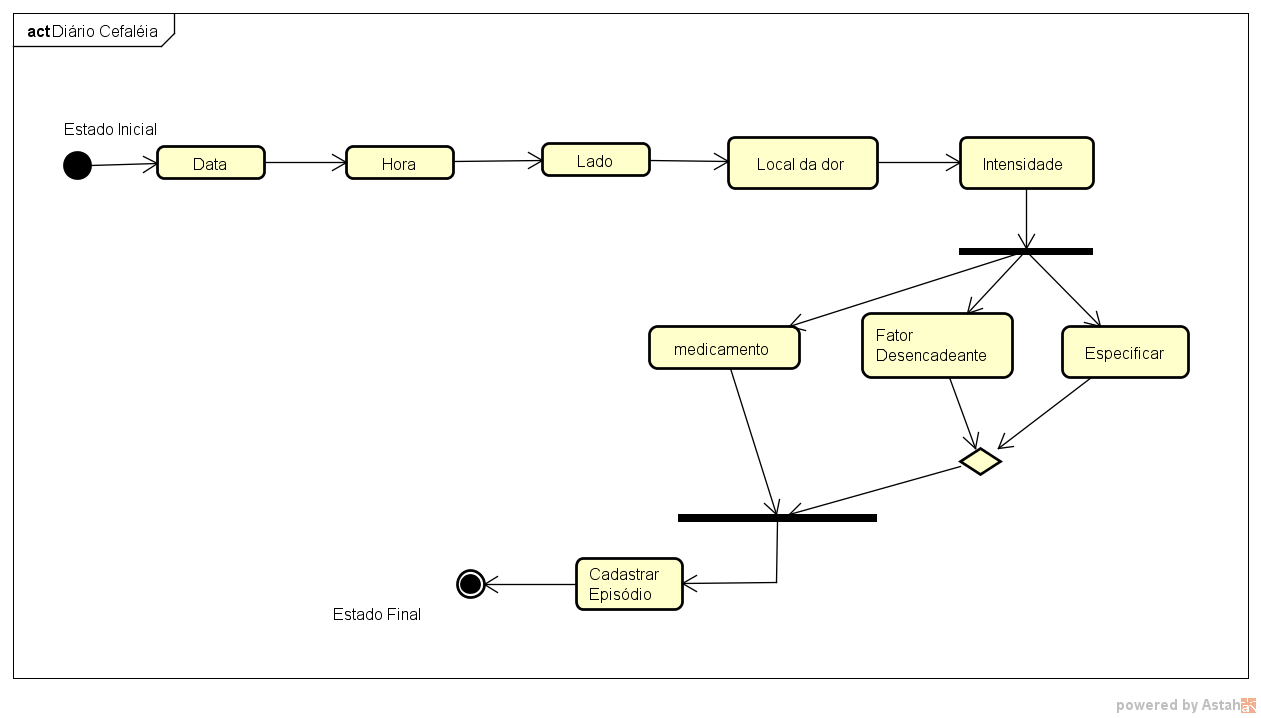 act Diário Cefaléia
Estado Inicial
Data
Hora
Lado
Local da dor
Intensidade
medicamento
Fator
Desencadeante
Especificar
Cadastrar
Episódio
Estado Final
powered by Astah